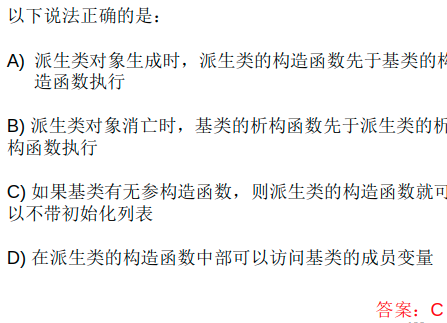 以下说法正确的是：
A) 派生类对象生成时，派生类的构造函数先于基类的构
造函数执行
B) 派生类对象消亡时，基类的析构函数先于派生类的析
构函数执行
C) 如果基类有无参构造函数，则派生类的构造函数就可
以不带初始化列表
D) 在派生类的构造函数中部可以访问基类的成员变量
答案：C